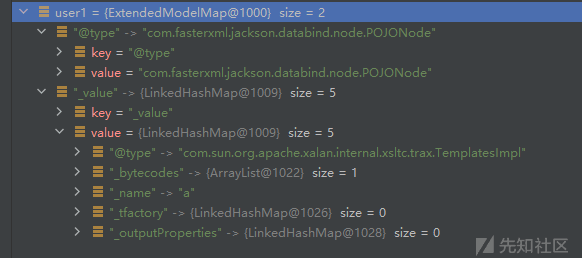 user1 = {ExtendedModelMap@1000} size = 2
"@type" -> "com.fasterxml.jackson.databind.node.POJONode"
key = "@type"
value = "com.fasterxml.jackson.databind.node.POJONode"
"_value" -> {LinkedHashMap@1009} size = 5
key = "_value"
value = {LinkedHashMap@1009} size = 5
"@type" -> "com.sun.org.apache.xalan.internal.xsltc.trax.TemplatesImpl"
"_bytecodes" -> {ArrayList@1022} size = 1
"_name" -> "a"
"_tfactory" -> {LinkedHashMap@1026} size = 0
"_outputProperties" -> {LinkedHashMap@1028} size = 0
先知社区